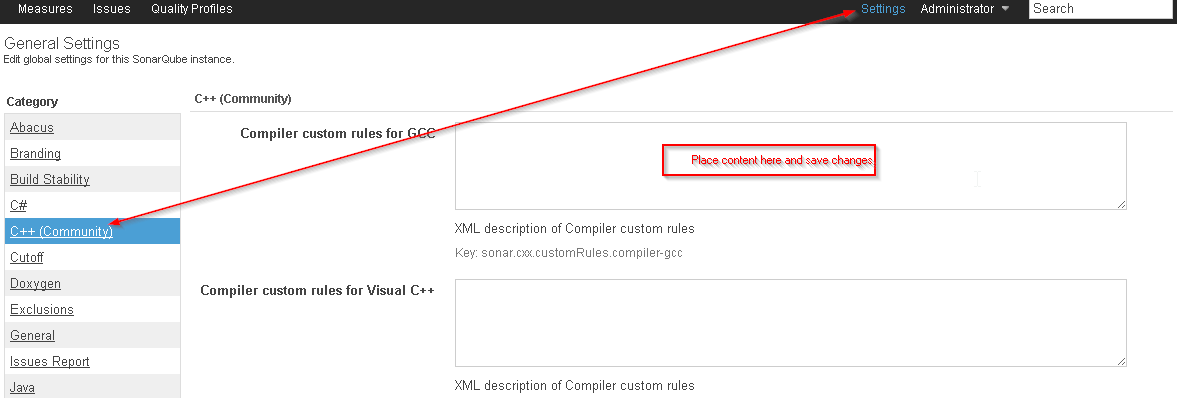 Measures Issues Quality Profiles Settings Administrator Search
General Settings
Edit global settings for this SonarQube instance.
Category
Abacus
Branding
Build Stability
C#
C++ (Community)
Cutoff
Doxygen
Exclusions
General
Issues Report
Java
C++ (Community)
Compiler custom rules for GCC
Place content here and save changes
XML description of Compiler custom rules
Key: sonar.cxx.customRules.compiler-gcc
Compiler custom rules for Visual C++
XML description of Compiler custom rules